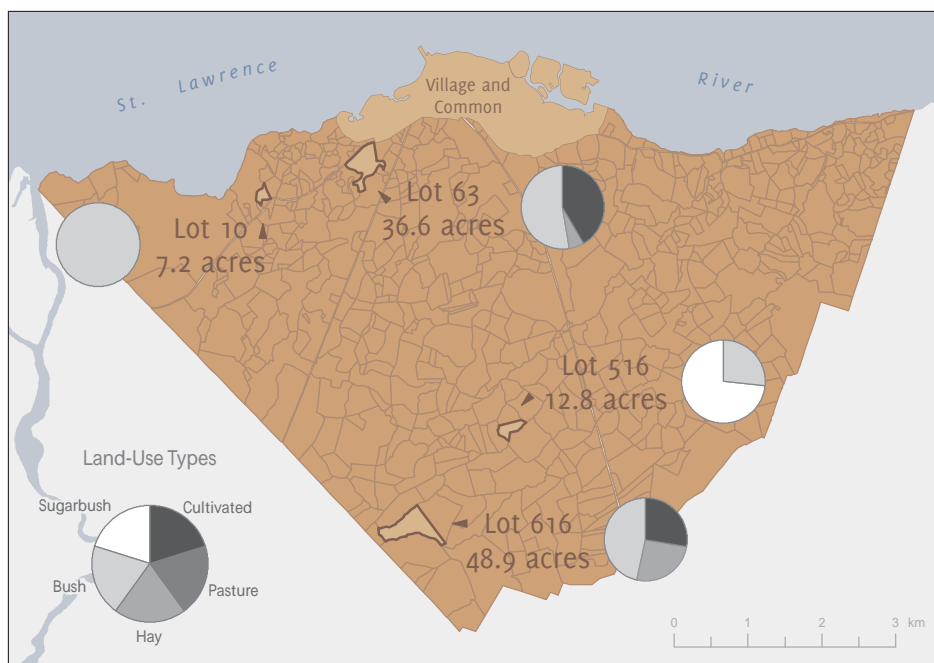 St. Lawrence River
Village and
Common
Lot 63
36.6 acres
Lot 10
7.2 acres
Lot 516
12.8 acres
Land-Use Types
Sugarbush
Cultivated
Bush
Pasture
Hay
Lot 616
48.9 acres
0 1 2 3 km